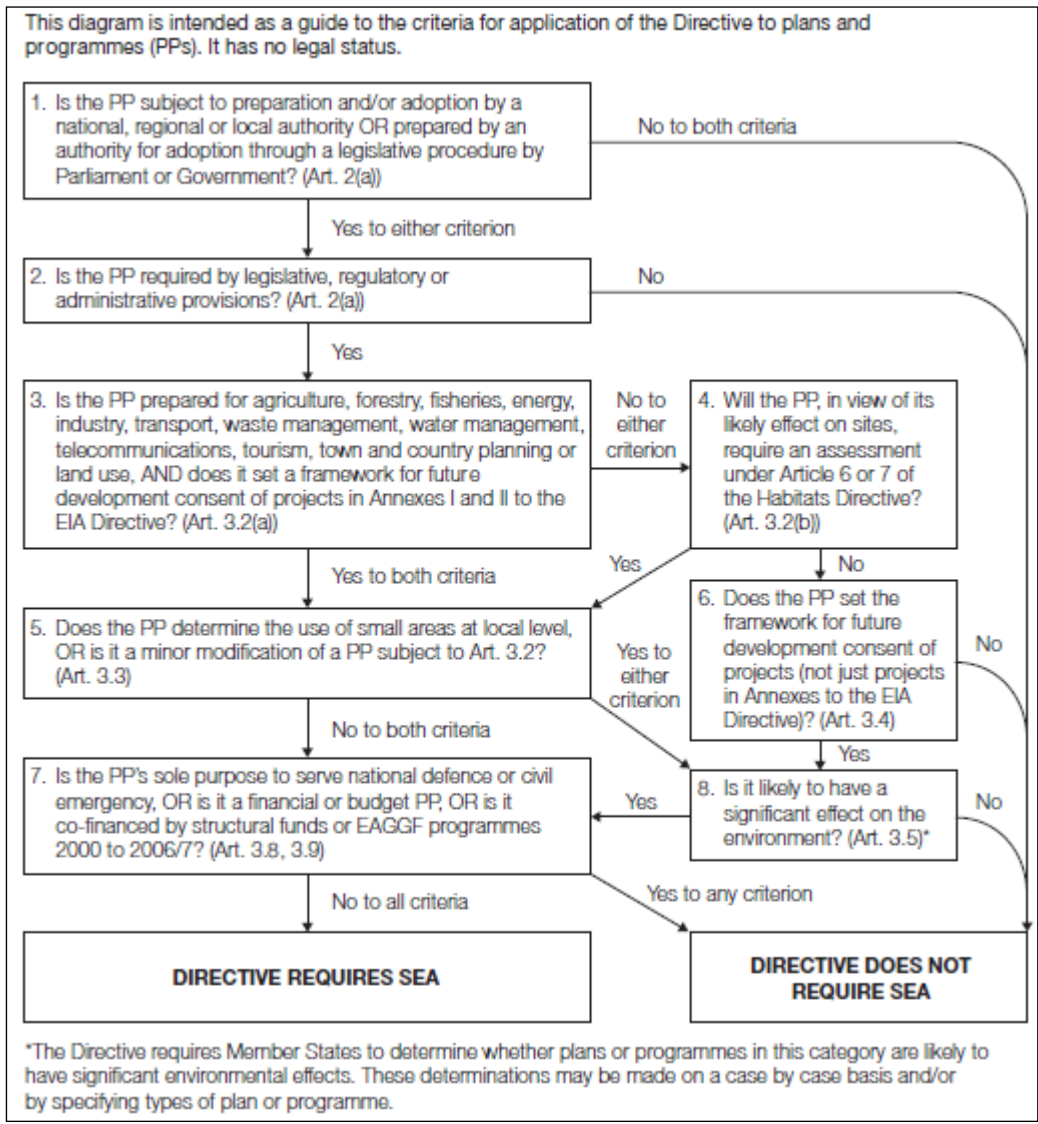 This diagram is intended as a guide to the criteria for application of the Directive to plans and
programmes (PPs). It has no legal status.
1. Is the PP subject to preparation and/or adoption by a
national, regional or local authority OR prepared by an
authority for adoption through a legislative procedure by
Parliament or Government? (Art. 2(a))
No to both criteria
Yes to either criterion
2. Is the PP required by legislative, regulatory or
administrative provisions? (Art. 2(a))
No
Yes
3. Is the PP prepared for agriculture, forestry, fisheries, energy,
industry, transport, waste management, water management,
telecommunications, tourism, town and country planning or
land use, AND does it set a framework for future
development consent of projects in Annexes I and II to the
EIA Directive? (Art. 3.2(a))
No to
either
criterion
4. Will the PP, in view of its
likely effect on sites,
require an assessment
under Article 6 or 7 of
the Habitats Directive?
(Art. 3.2(b))
Yes to both criteria
Yes
No
5. Does the PP determine the use of small areas at local level,
OR is it a minor modification of a PP subject to Art. 3.2?
(Art. 3.3)
Yes to
either
criterion
6. Does the PP set the
framework for future
development consent of
projects (not just projects
in Annexes to the EIA
Directive)? (Art. 3.4)
No
No to both criteria
Yes
7. Is the PP's sole purpose to serve national defence or civil
emergency, OR is it a financial or budget PP, OR is it
co-financed by structural funds or EAGGF programmes
2000 to 2006/7? (Art. 3.8, 3.9)
Yes
8. Is it likely to have a
significant effect on the
environment? (Art. 3.5)*
No
No to all criteria
Yes to any criterion
DIRECTIVE REQUIRES SEA
DIRECTIVE DOES NOT
REQUIRE SEA
*The Directive requires Member States to determine whether plans or programmes in this category are likely to
have significant environmental effects. These determinations may be made on a case by case basis and/or
by specifying types of plan or programme.